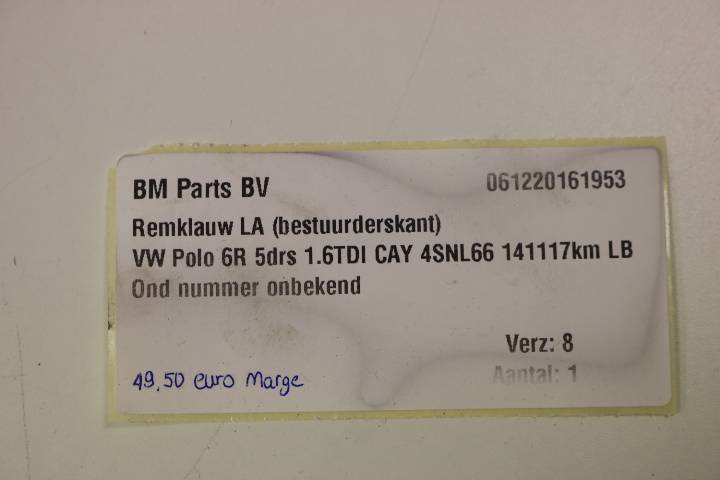 BM Parts BV 061220161953
Remklauw LA (bestuurderskant)
VW Polo 6R 5drs 1.6TDI CAY 4SNL66 141117km LB
Ond nummer onbekend
Verz: 8
49,50 euro Marge Aantal: 1